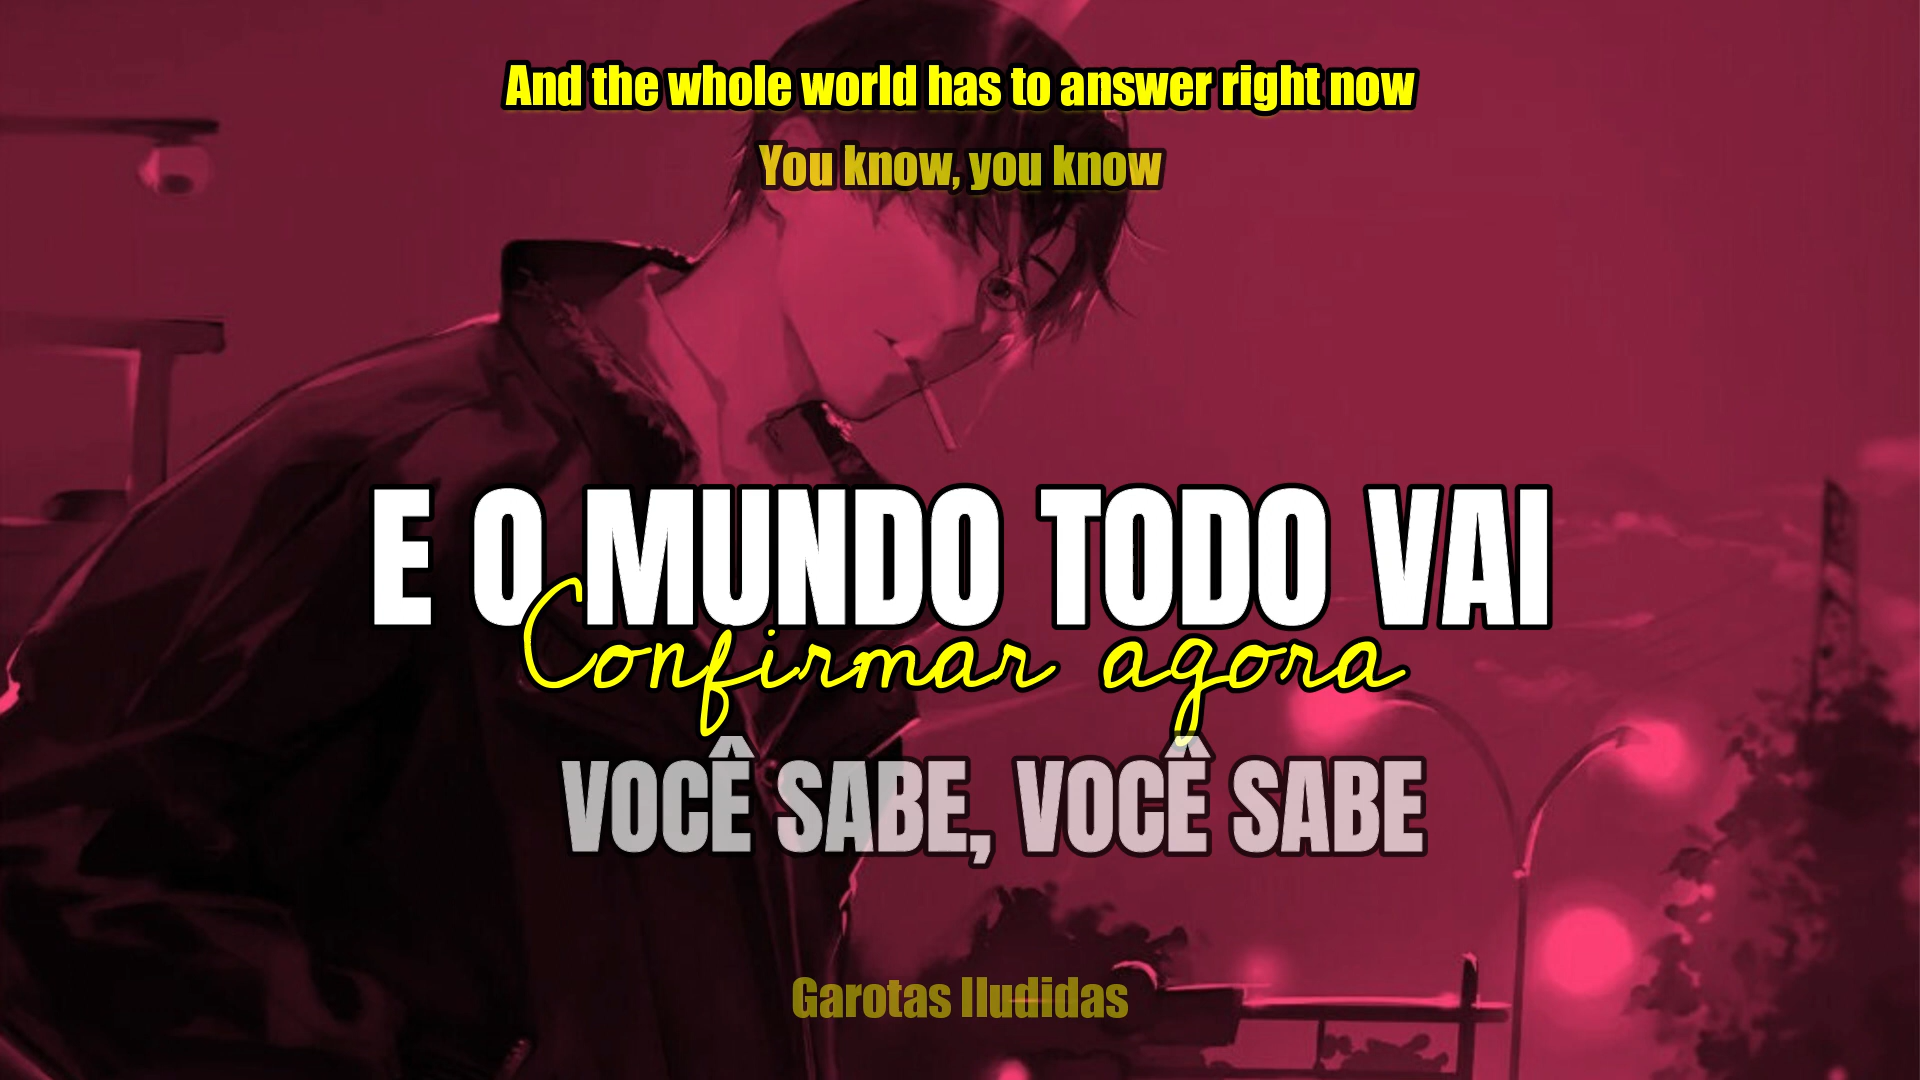 And the whole world has to answer right now
You know, you know
E O MUNDO TODO VAI
Confirmar agora
VOCÊ SABE, VOCÊ SABE
Garotas Iludidas